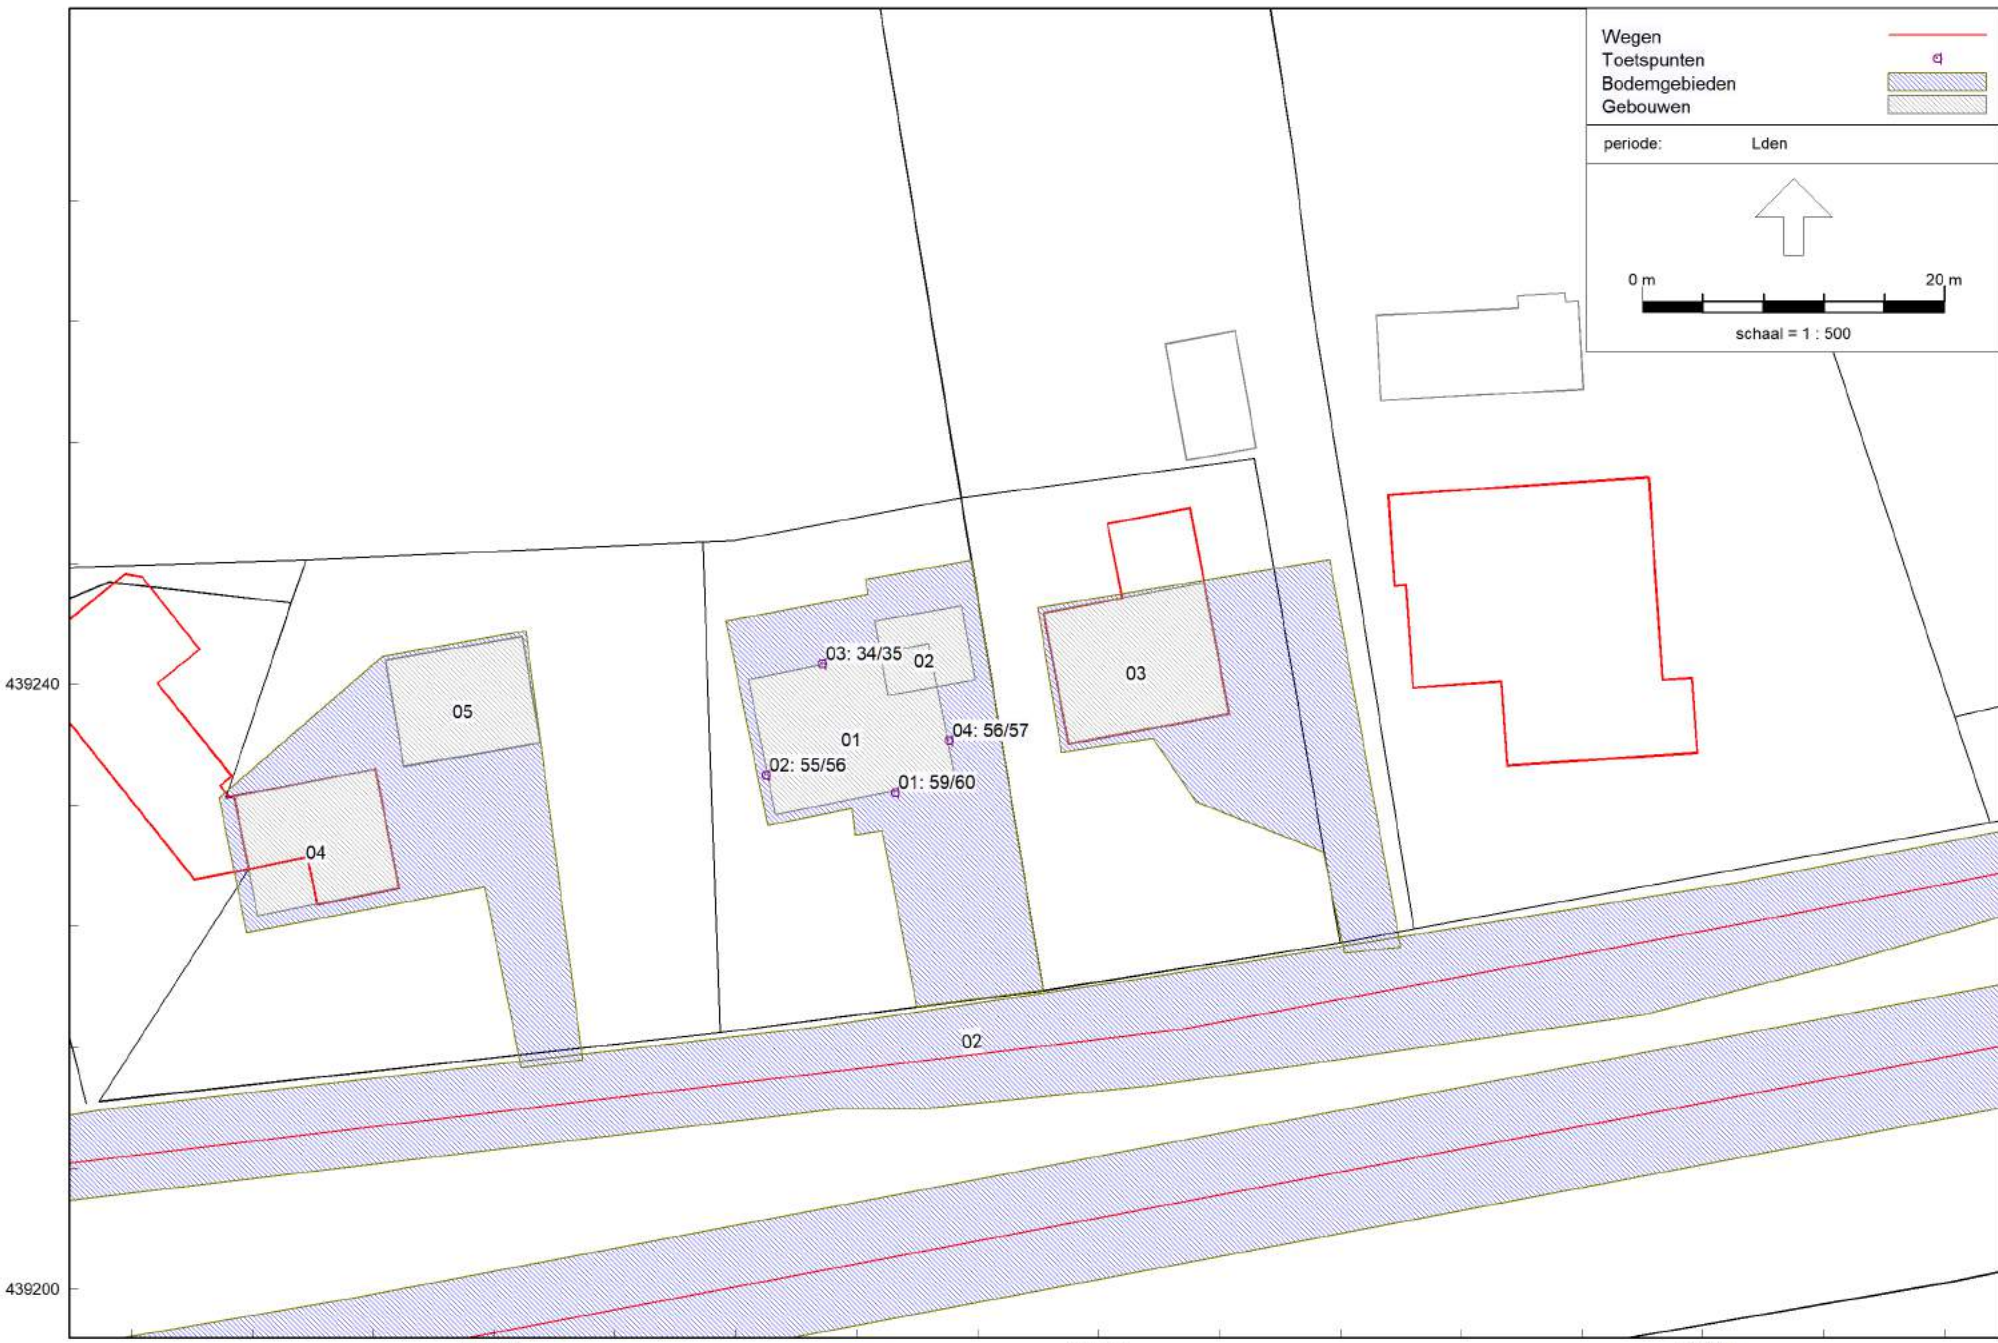 Wegen
Toetspunten
Bodemgebieden
Gebouwen
periode: Lden
0 m 20 m
schaal = 1 : 500
03: 34/35
02
03
439240
05
04: 56/57
01
02: 55/56
01: 59/60
04
02
439200